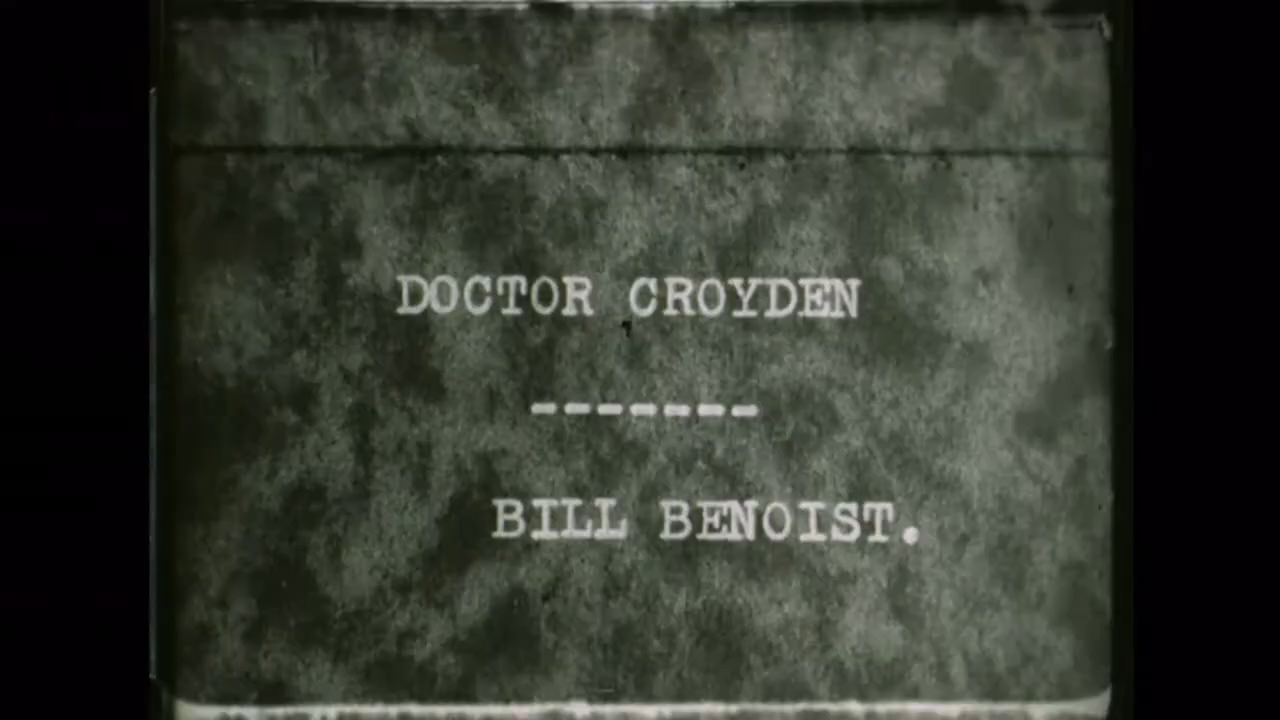 DOCTOR CROYDEN
-------
BILL BENOIST.